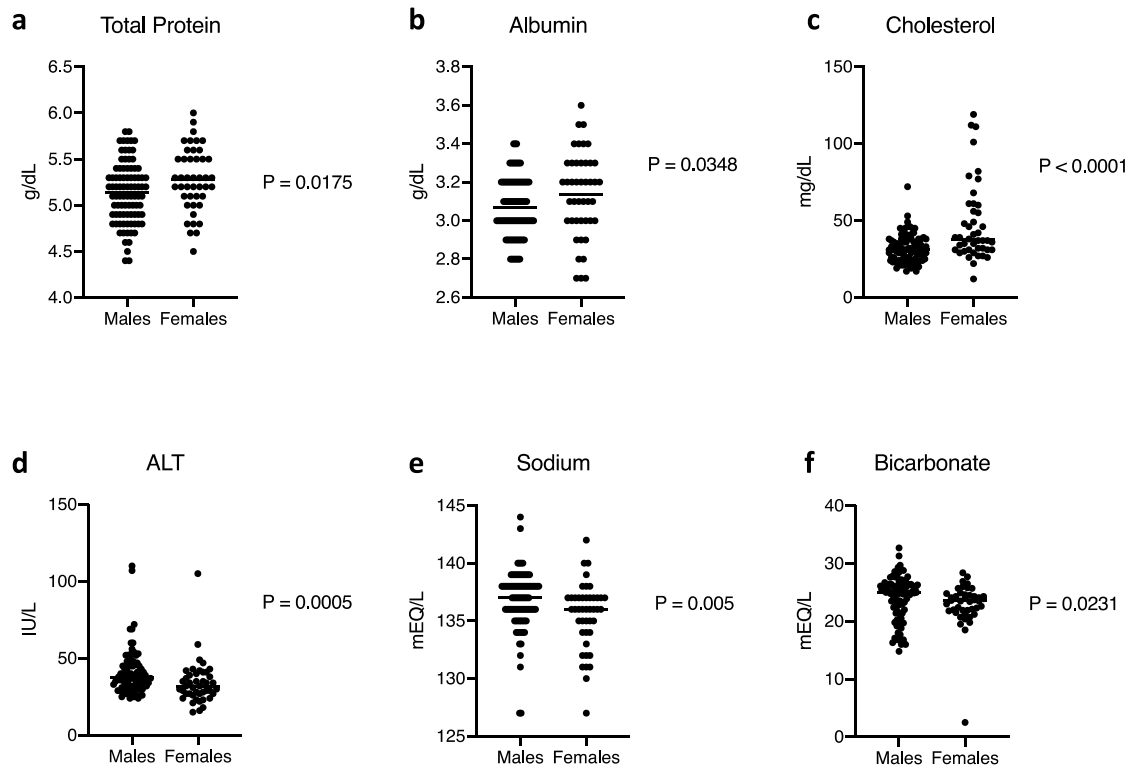 a
Total Protein
g/dL
6.5
6.0
5.5
5.0
4.5
4.0
Males Females
P = 0.0175
b
Albumin
g/dL
3.8
3.6
3.4
3.2
3.0
2.8
2.6
Males Females
P = 0.0348
c
Cholesterol
mg/dL
150
100
50
0
Males Females
P < 0.0001
d
ALT
IU/L
150
100
50
0
Males Females
P = 0.0005
e
Sodium
mEQ/L
145
140
135
130
125
Males Females
P = 0.005
f
Bicarbonate
mEQ/L
40
30
20
10
0
Males Females
P = 0.0231